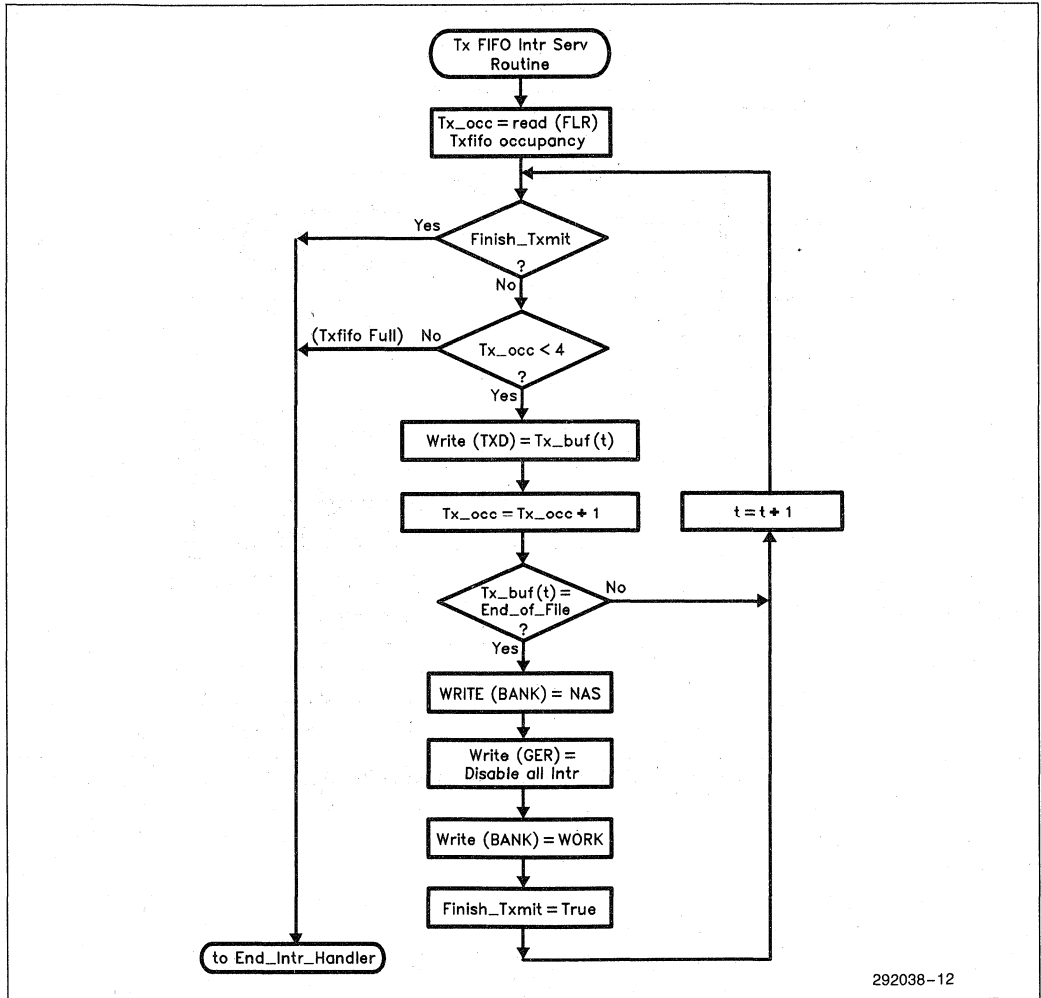 Tx FIFO Intr Serv
Routine
Tx_occ = read (FLR)
Txfifo occupancy
Yes
Finish_Txmit
?
No
(Txfifo Full) No
Tx_occ < 4
?
Yes
Write (TXD) = Tx_buf (t)
Tx_occ = Tx_occ + 1
t = t + 1
Tx_buf (t) =
End_of_File
?
No
Yes
WRITE (BANK) = NAS
Write (GER) =
Disable all Intr
Write (BANK) = WORK
Finish_Txmit = True
to End_Intr_Handler
292038-12